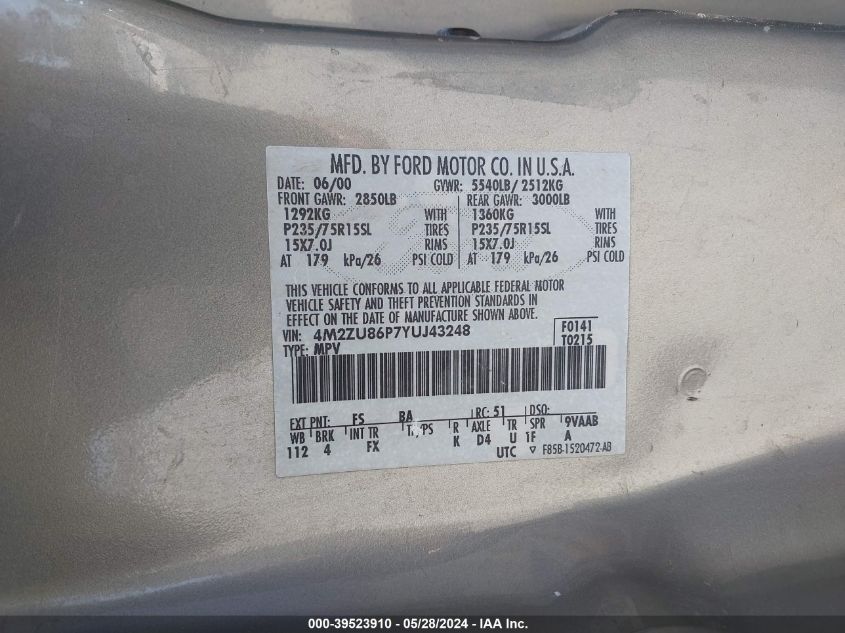 MFD. BY FORD MOTOR CO. IN U.S.A.
DATE: 06/00 GVWR: 5540LB/ 2512KG
FRONT GAWR: 2850LB REAR GAWR: 3000LB
1292KG WITH 1360KG WITH
P235/75R15SL TIRES P235/75R15SL TIRES
15X7.0J RIMS 15X7.0J RIMS
AT 179 kPa/26 PSI COLD AT 179 kPa/26 PSI COLD
THIS VEHICLE CONFORMS TO ALL APPLICABLE FEDERAL MOTOR
VEHICLE SAFETY AND THEFT PREVENTION STANDARDS IN
EFFECT ON THE DATE OF MANUFACTURE SHOWN ABOVE.
VIN: 4M2ZU86P7YUJ43248 F0141
TYPE: MPV T0215
EXT PNT: FS BA RC: 51 DSO:
WB BRK INT TR TP/PS R AXLE TR SPR 9VAAB
112 4 FX K D4 U 1F A
UTC F85B-1520472-AB
000-39523910 - 05/28/2024 - IAA Inc.